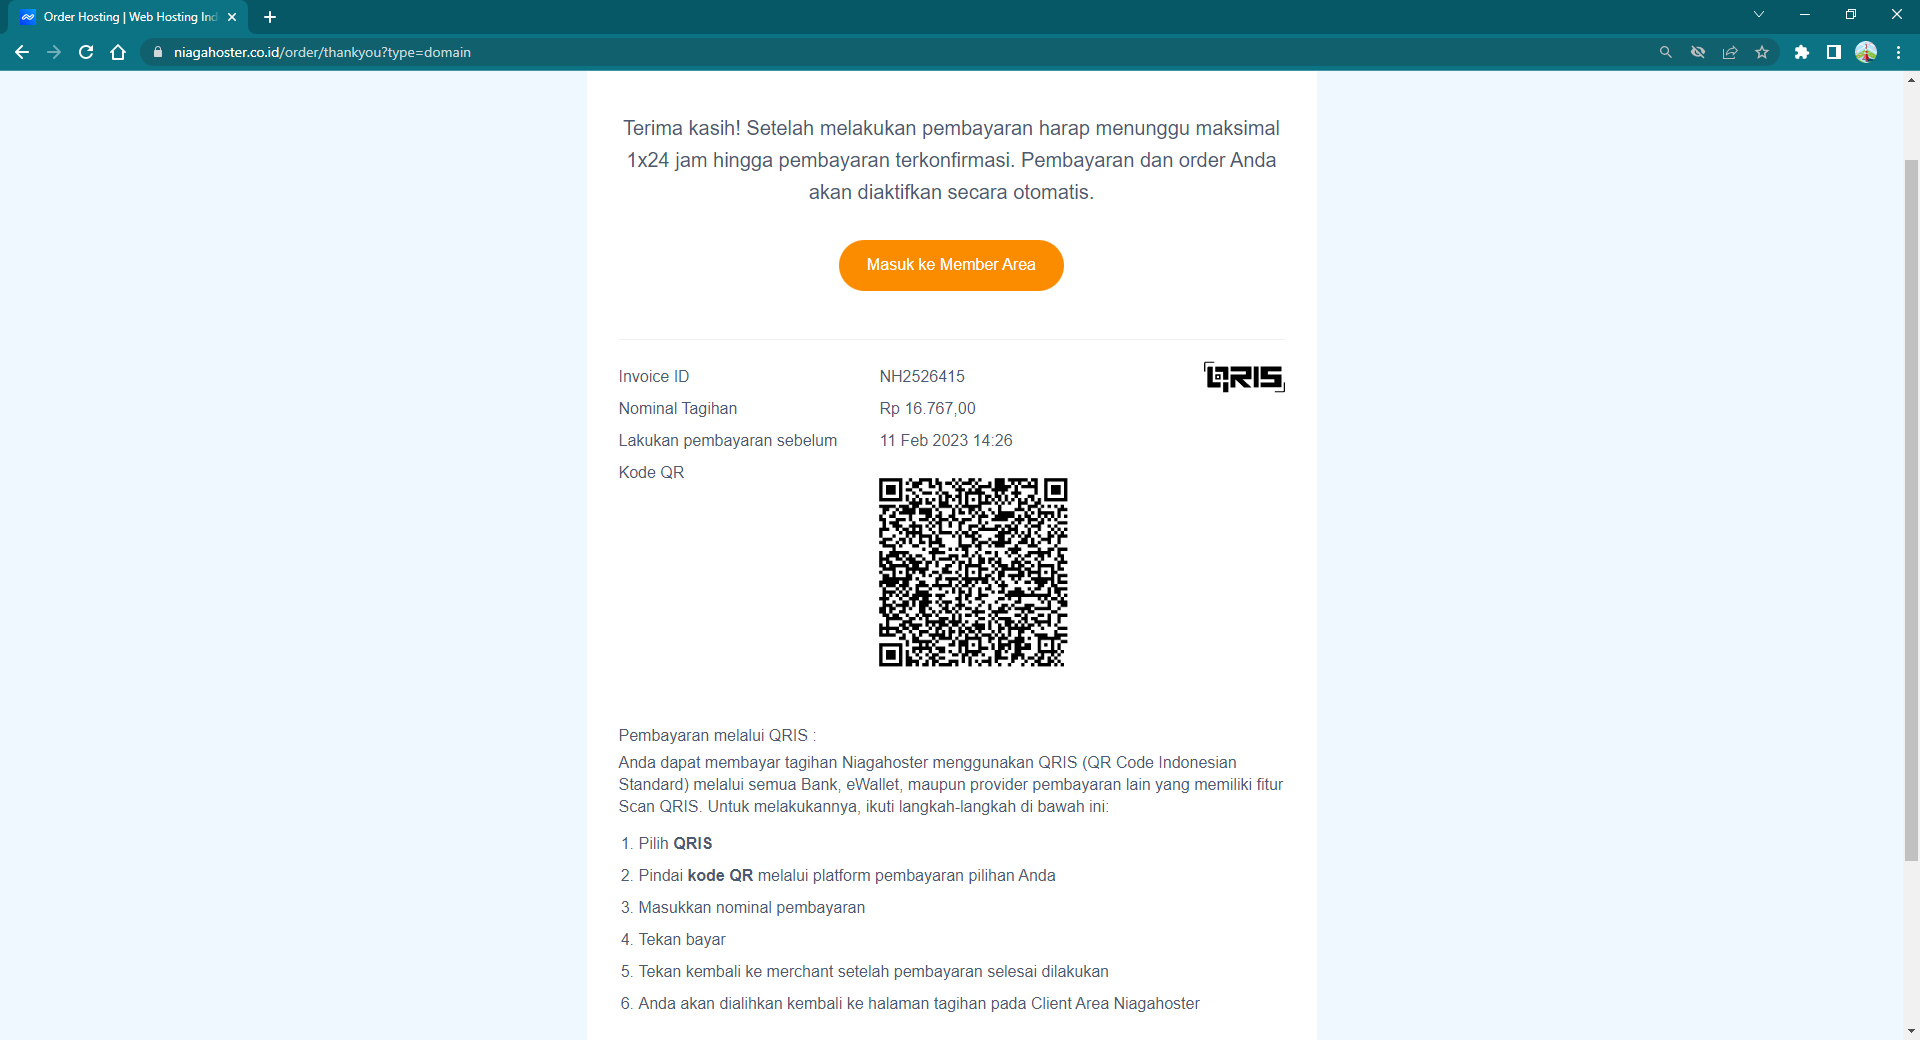 Order Hosting | Web Hosting Ind
niagahoster.co.id/order/thankyou?type=domain
Terima kasih! Setelah melakukan pembayaran harap menunggu maksimal
1x24 jam hingga pembayaran terkonfirmasi. Pembayaran dan order Anda
akan diaktifkan secara otomatis.
Masuk ke Member Area
Invoice ID NH2526415 QRIS
Nominal Tagihan Rp 16.767,00
Lakukan pembayaran sebelum 11 Feb 2023 14:26
Kode QR
Pembayaran melalui QRIS :
Anda dapat membayar tagihan Niagahoster menggunakan QRIS (QR Code Indonesian
Standard) melalui semua Bank, eWallet, maupun provider pembayaran lain yang memiliki fitur
Scan QRIS. Untuk melakukannya, ikuti langkah-langkah di bawah ini:
1. Pilih QRIS
2. Pindai kode QR melalui platform pembayaran pilihan Anda
3. Masukkan nominal pembayaran
4. Tekan bayar
5. Tekan kembali ke merchant setelah pembayaran selesai dilakukan
6. Anda akan dialihkan kembali ke halaman tagihan pada Client Area Niagahoster